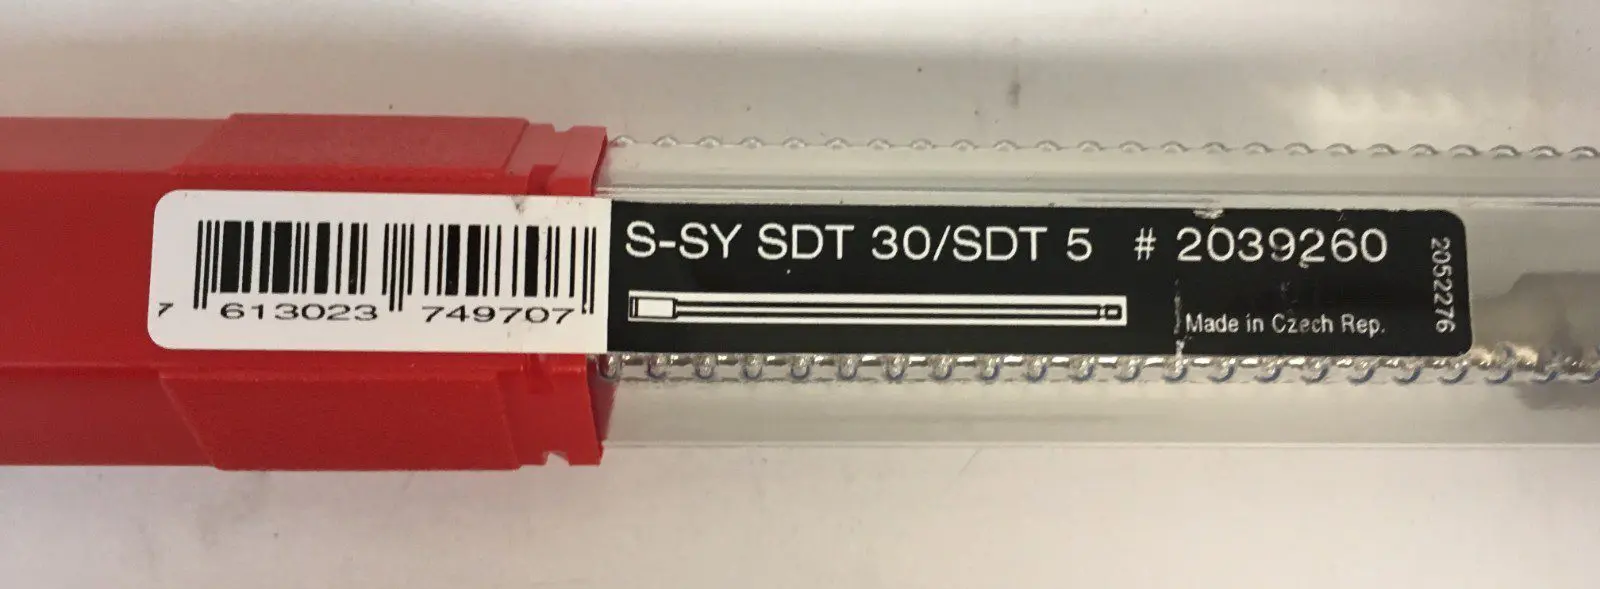 7 613023 749707
S-SY SDT 30/SDT 5 # 2039260
Made in Czech Rep.
2052276